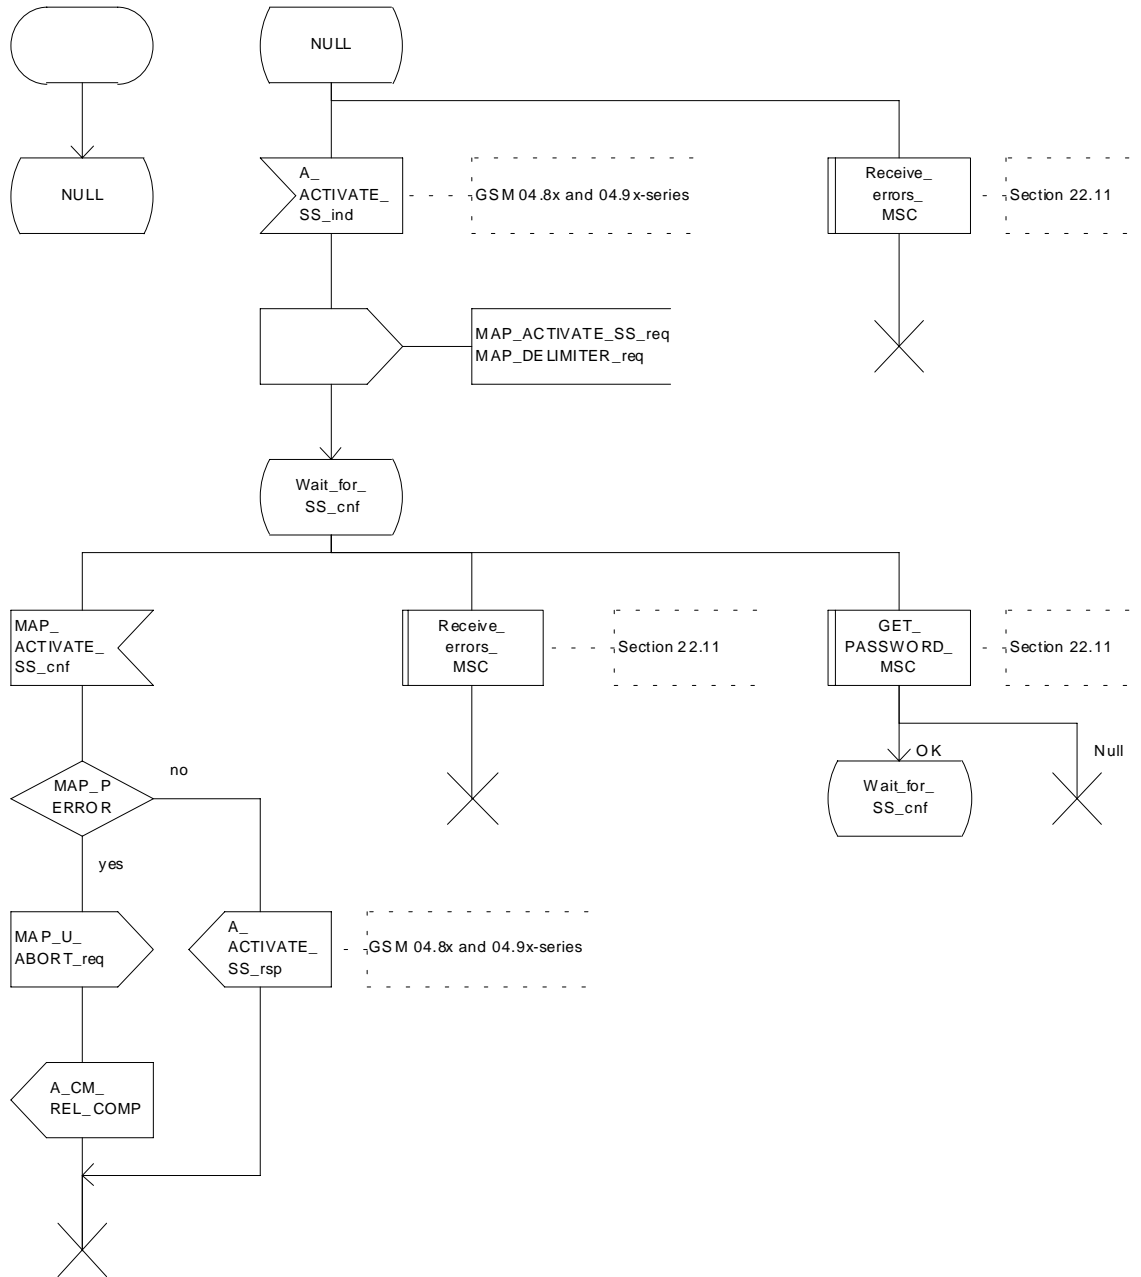 NULL
NULL
A_
ACTIVATE_
SS_ind
GSM 04.8x and 04.9x-series
Receive_
errors_
MSC
Section 22.11
MAP_ACTIVATE_SS_req
MAP_DELIMITER_req
Wait_for_
SS_cnf
MAP_
ACTIVATE_
SS_cnf
Receive_
errors_
MSC
Section 22.11
GET_
PASSWORD_
MSC
Section 22.11
OK
Null
Wait_for_
SS_cnf
MAP_P
ERROR
no
yes
MAP_U_
ABORT_req
A_
ACTIVATE_
SS_rsp
GSM 04.8x and 04.9x-series
A_CM_
REL_COMP